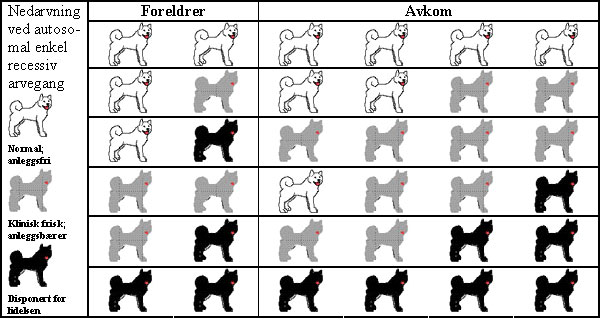 Nedarvning
ved autoso-
mal enkel
recessiv
arvegang
Normal;
anleggsfri
Klinisk frisk;
anleggsbærer
Disponert for
lidelsen
Foreldrer
Avkom